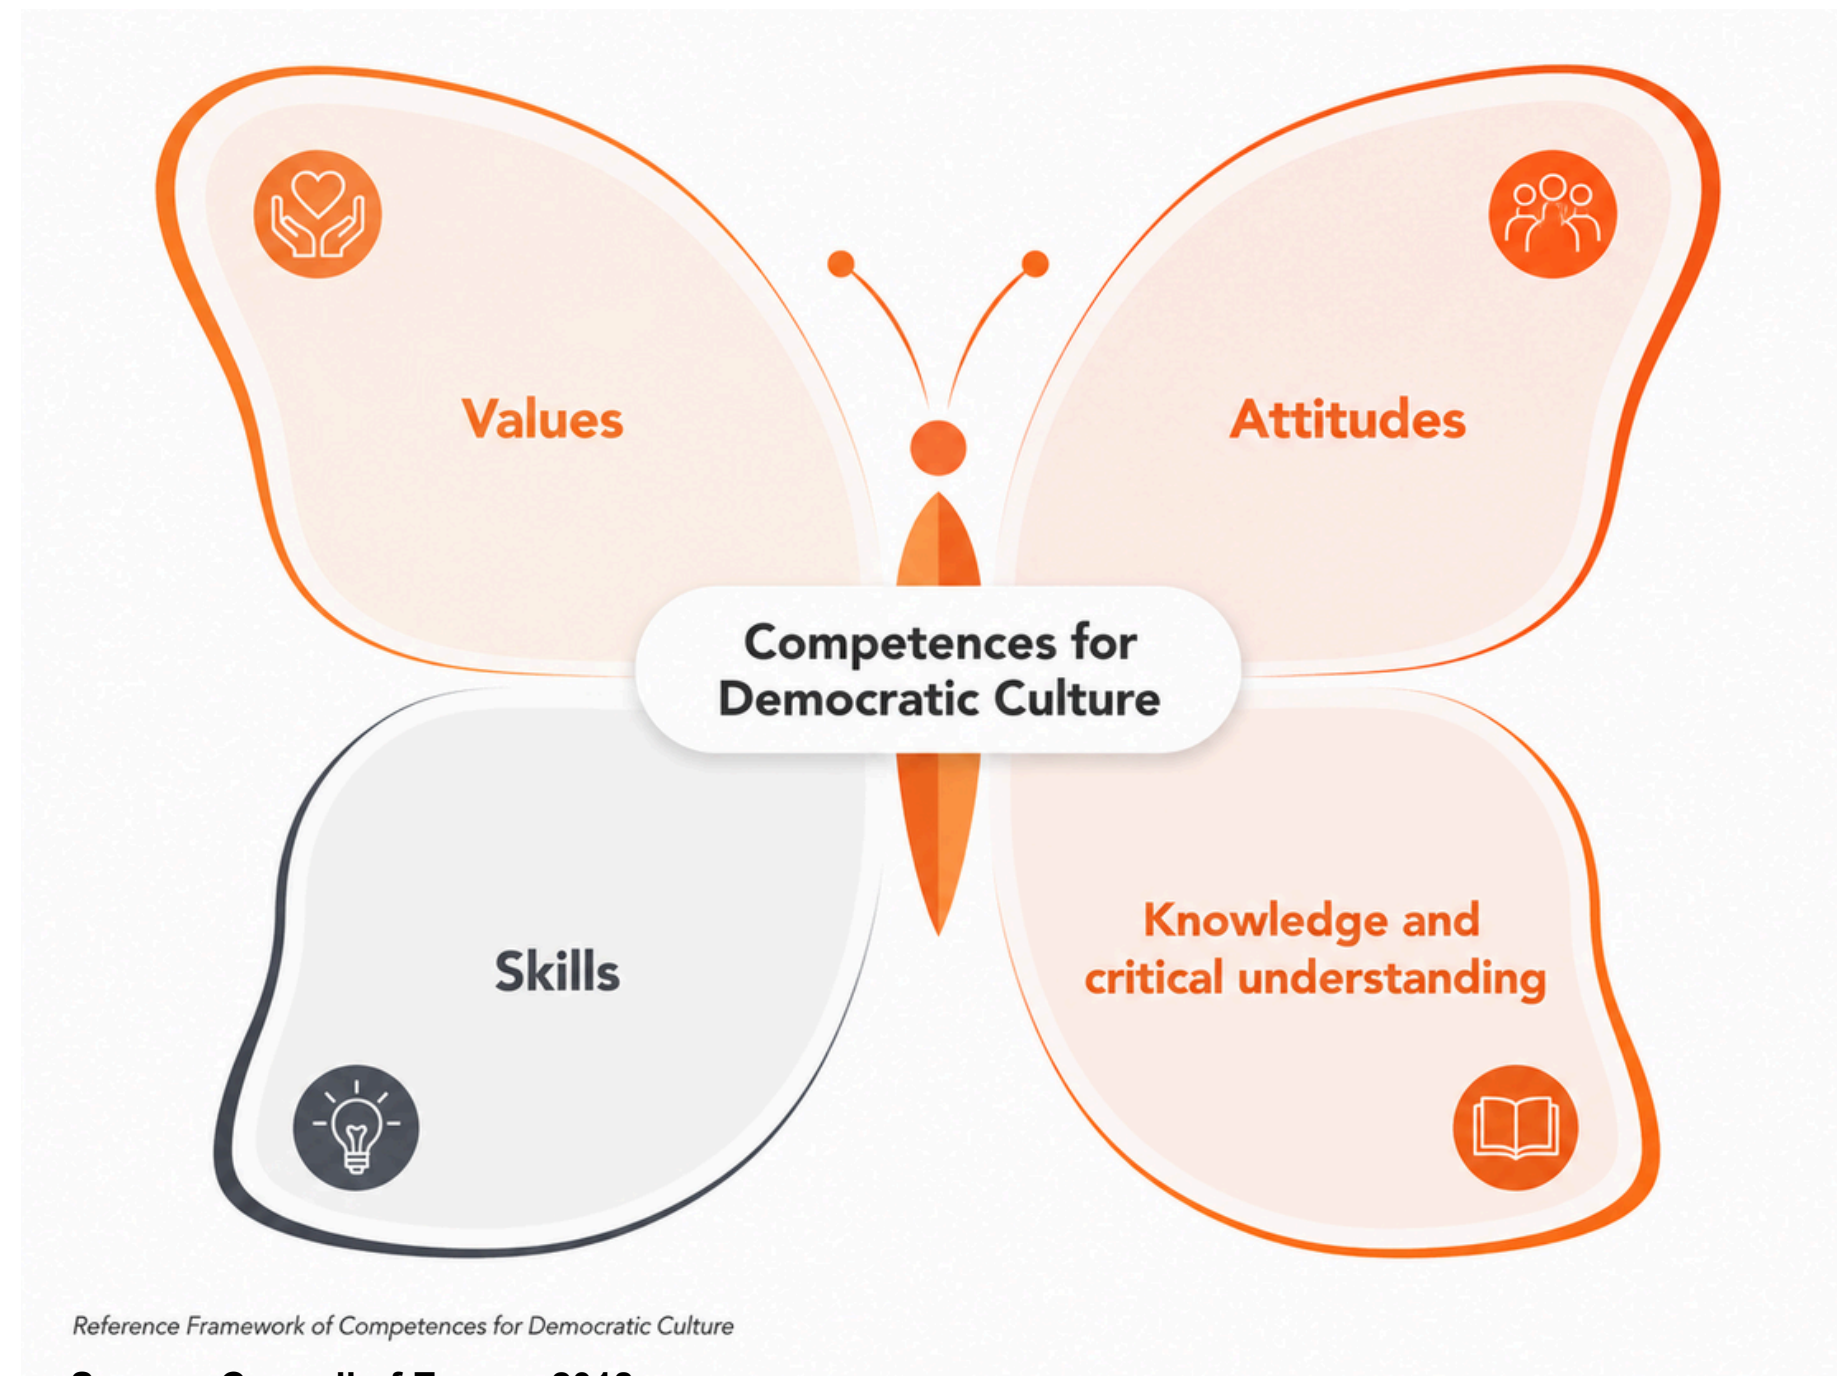 Values
Attitudes
Competences for
Democratic Culture
Skills
Knowledge and
critical understanding
Reference Framework of Competences for Democratic Culture